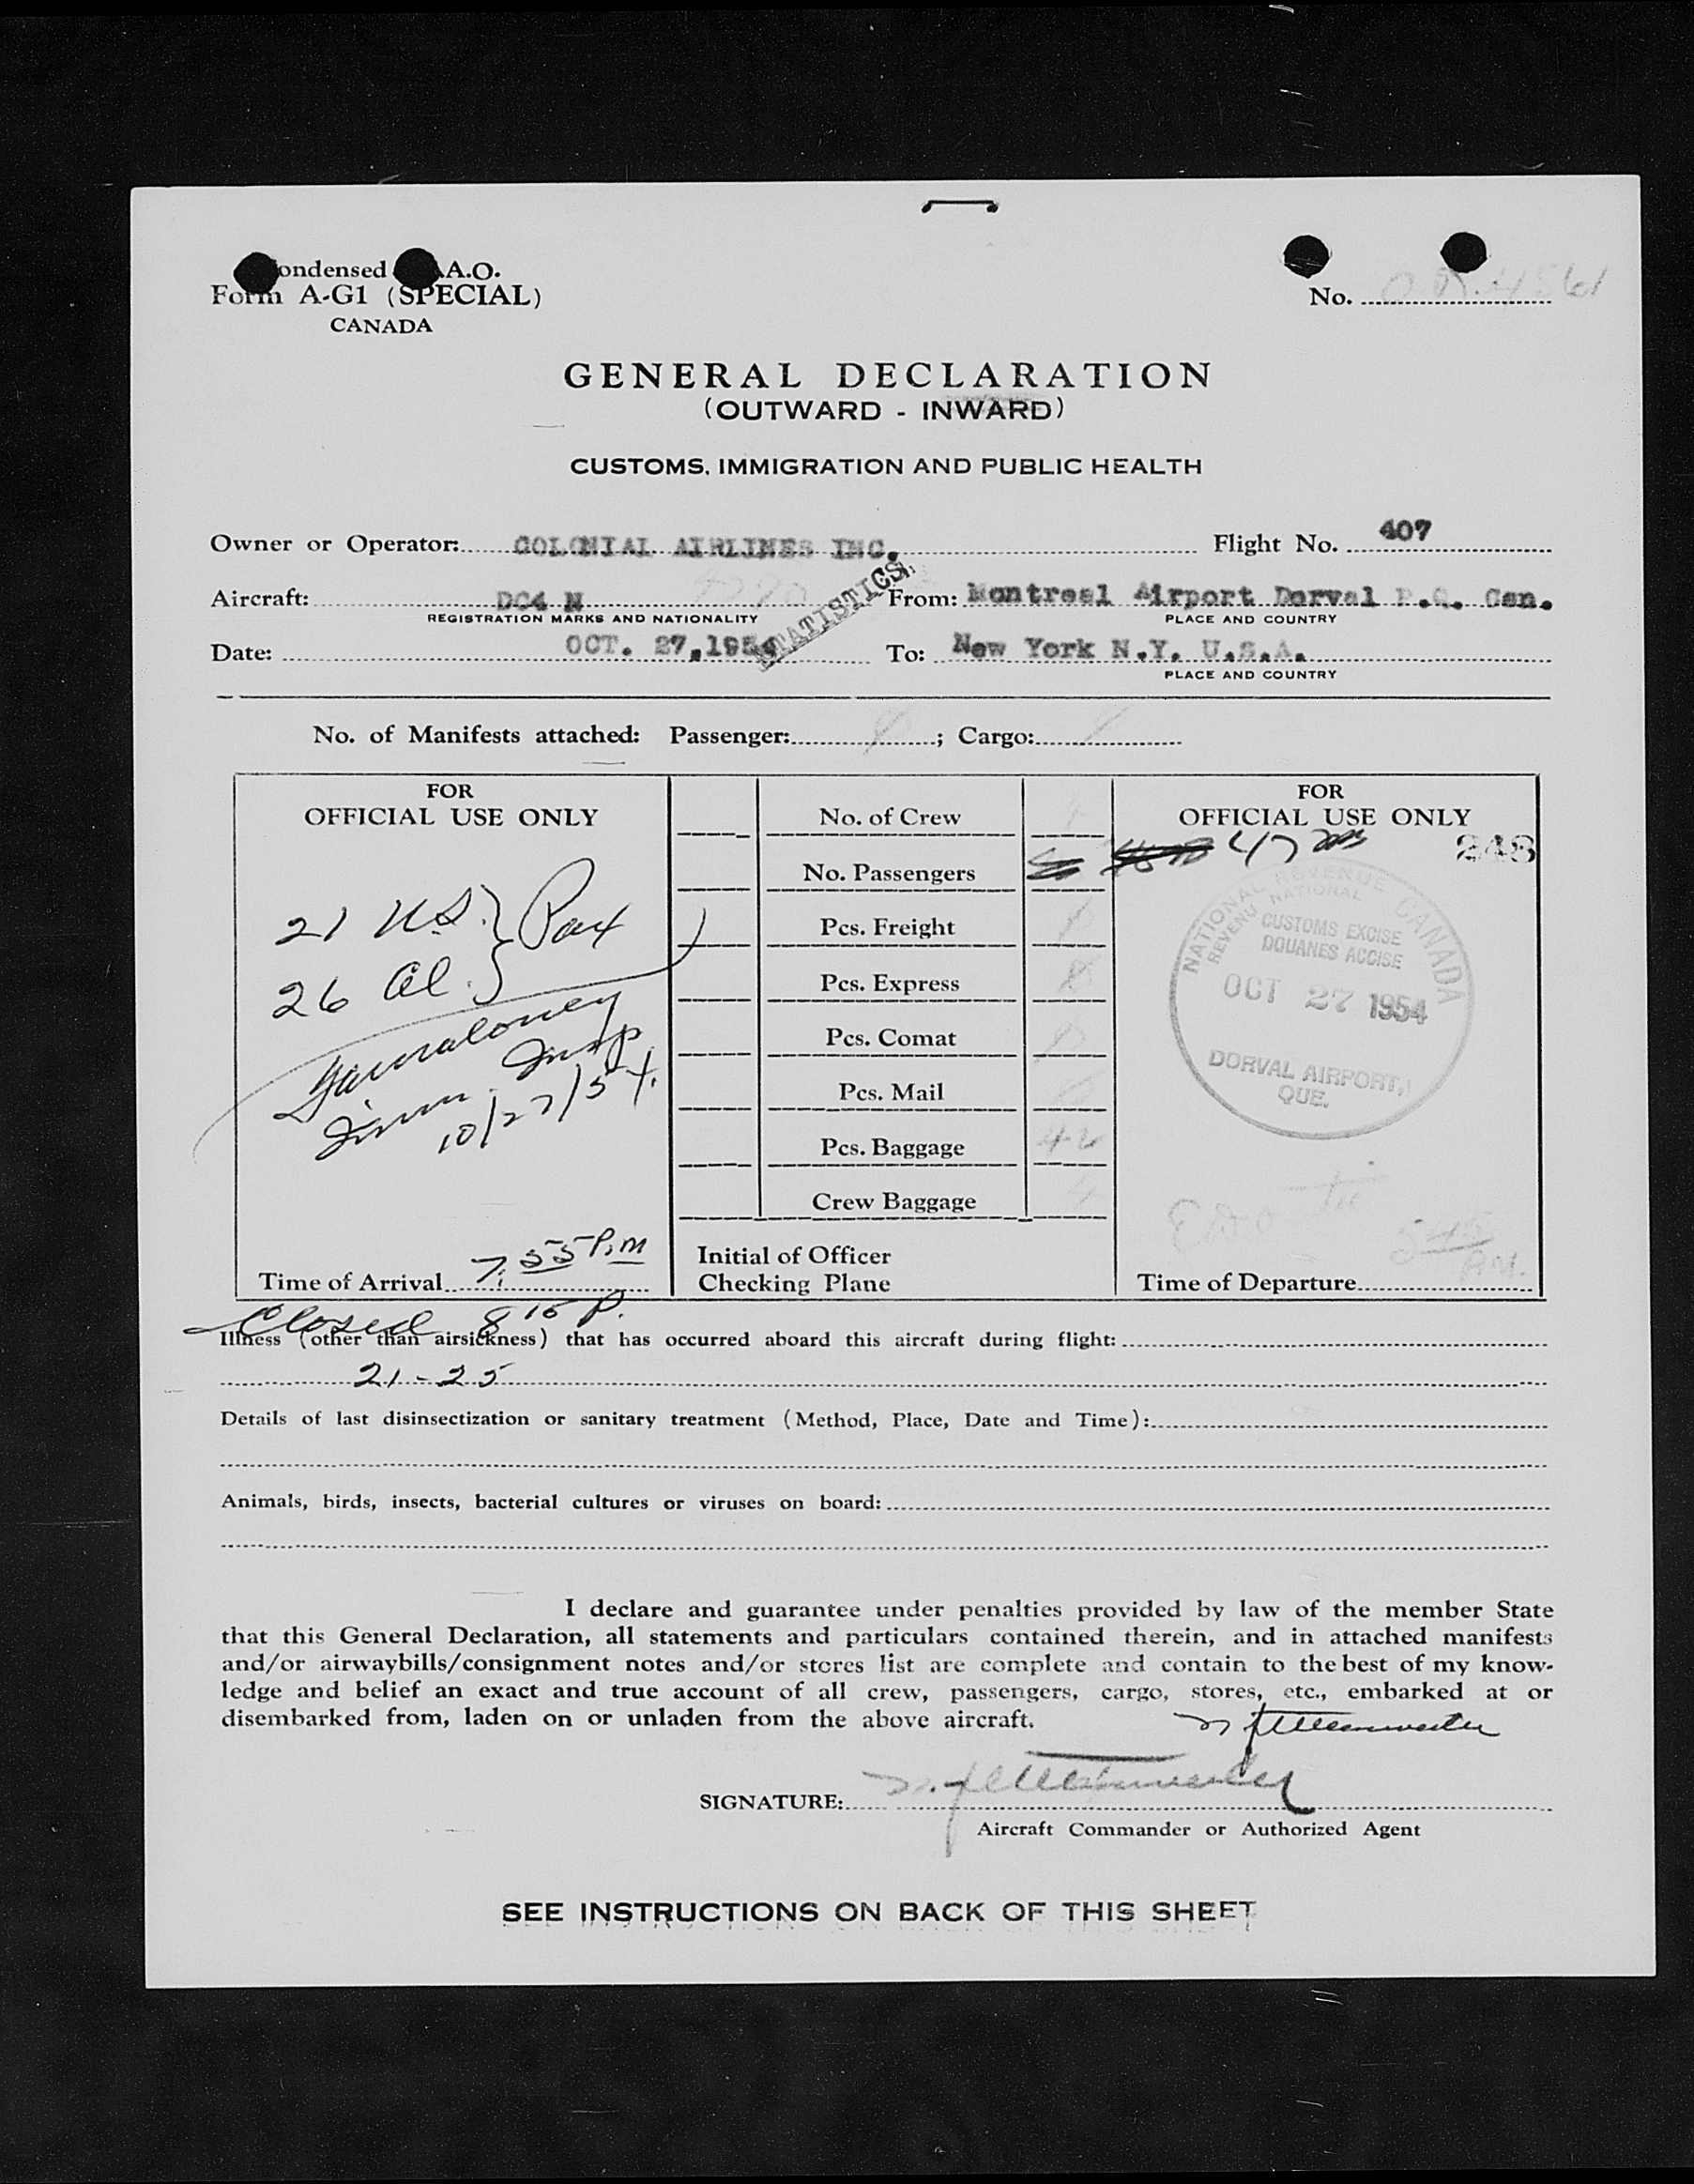 ondensed A.O.
Form A-G1 (SPECIAL)
CANADA
No.
GENERAL DECLARATION
(OUTWARD - INWARD)
CUSTOMS, IMMIGRATION AND PUBLIC HEALTH
Owner or Operator: COLONIAL AIRLINES INC. Flight No. 407
STATISTICS
Aircraft: DC4 N From: Montreal Airport Dorval P.Q. Can.
REGISTRATION MARKS AND NATIONALITY PLACE AND COUNTRY
Date: OCT. 27, 1954 To: New York N.Y. U.S.A.
PLACE AND COUNTRY
No. of Manifests attached: Passenger: ; Cargo:
FOR
OFFICIAL USE ONLY
21 US. Pax
26 Al.
Immn. Insp.
10/27/54.
Time of Arrival 7:55 P.M
No. of Crew
No. Passengers
Pcs. Freight
Pcs. Express
Pcs. Comat
Pcs. Mail
Pcs. Baggage 42
Crew Baggage
Initial of Officer
Checking Plane
FOR
OFFICIAL USE ONLY
47
248
NATIONAL REVENUE CANADA
REVENU NATIONAL
CUSTOMS EXCISE
DOUANES ACCISE
OCT 27 1954
DORVAL AIRPORT,
QUE.
545
P.M.
Time of Departure
Closed 8 15 P.
Illness (other than airsickness) that has occurred aboard this aircraft during flight:
21-25
Details of last disinsectization or sanitary treatment (Method, Place, Date and Time):
Animals, birds, insects, bacterial cultures or viruses on board:
I declare and guarantee under penalties provided by law of the member State
that this General Declaration, all statements and particulars contained therein, and in attached manifests
and/or airwaybills/consignment notes and/or stores list are complete and contain to the best of my know-
ledge and belief an exact and true account of all crew, passengers, cargo, stores, etc., embarked at or
disembarked from, laden on or unladen from the above aircraft.
SIGNATURE:
Aircraft Commander or Authorized Agent
SEE INSTRUCTIONS ON BACK OF THIS SHEET